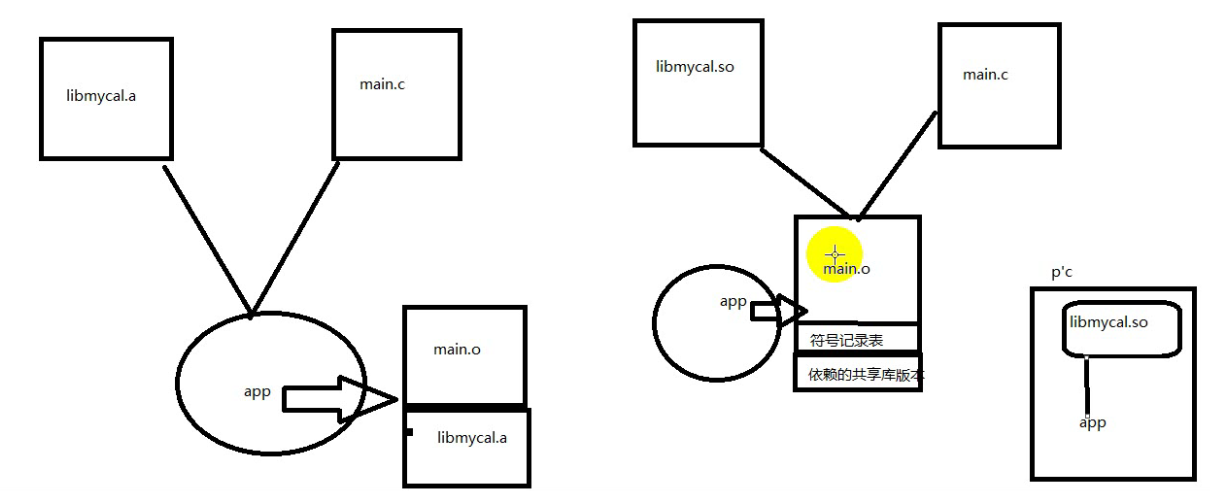 libmycal.a
main.c
app
main.o
libmycal.a
libmycal.so
main.c
main.o
app
符号记录表
依赖的共享库版本
p'c
libmycal.so
app